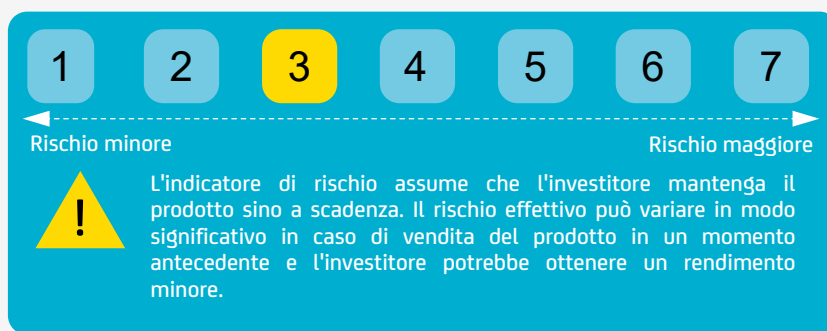 1 2 3 4 5 6 7
Rischio minore Rischio maggiore
L'indicatore di rischio assume che l'investitore mantenga il
prodotto sino a scadenza. Il rischio effettivo può variare in modo
significativo in caso di vendita del prodotto in un momento
antecedente e l'investitore potrebbe ottenere un rendimento
minore.
!